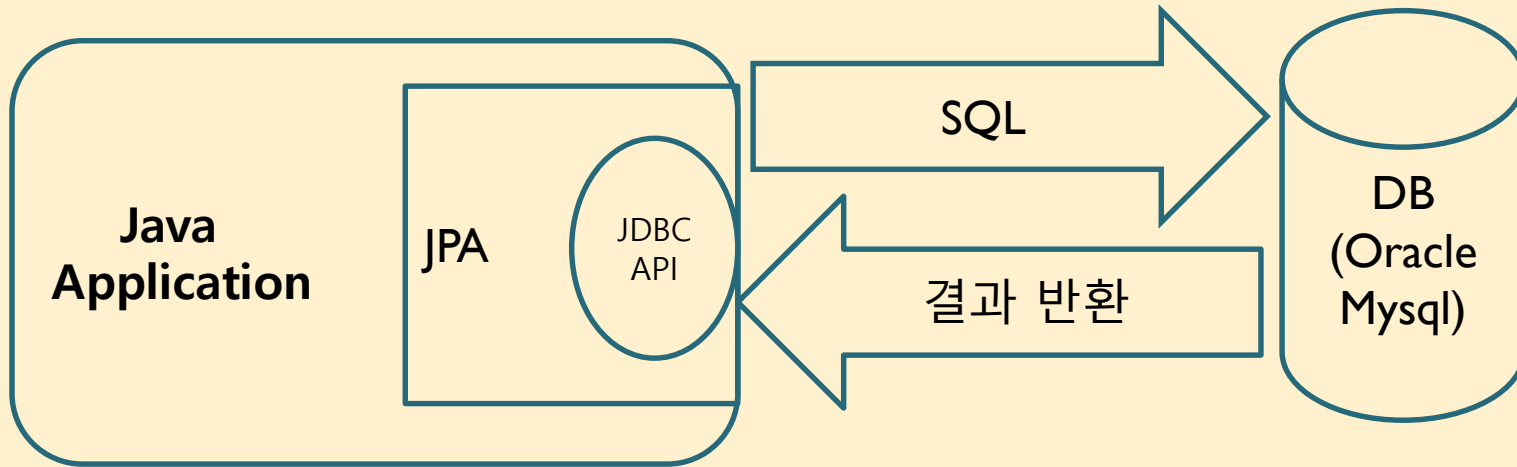 Java
Application
JPA
JDBC
API
SQL
결과 반환
DB
(Oracle
Mysql)